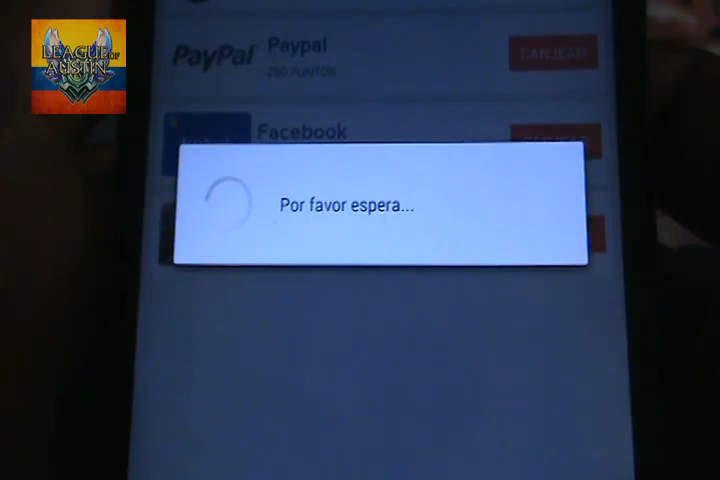 LEAGUE OF
AUSTIN
PayPal
Paypal
250 PUNTOS
CANJEAR
Facebook
Por favor espera...